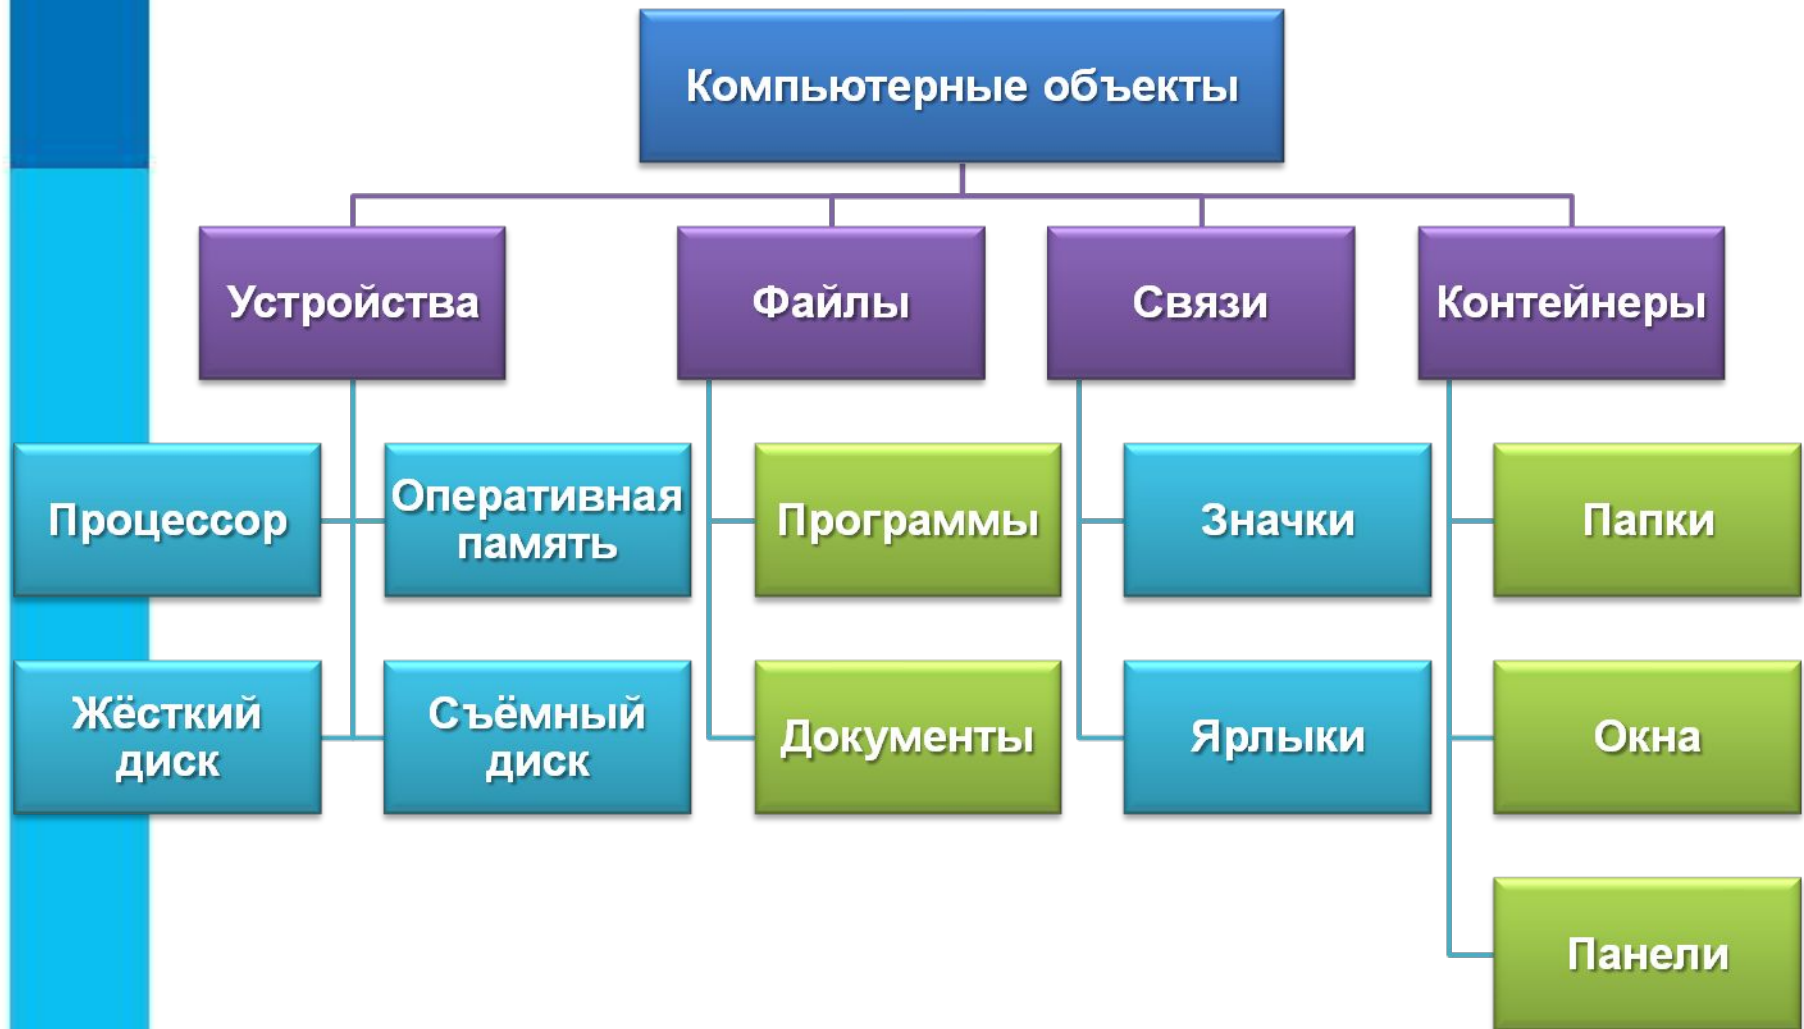 Компьютерные объекты
Устройства
Файлы
Связи
Контейнеры
Процессор
Оперативная
память
Программы
Значки
Папки
Жёсткий
диск
Съёмный
диск
Документы
Ярлыки
Окна
Панели